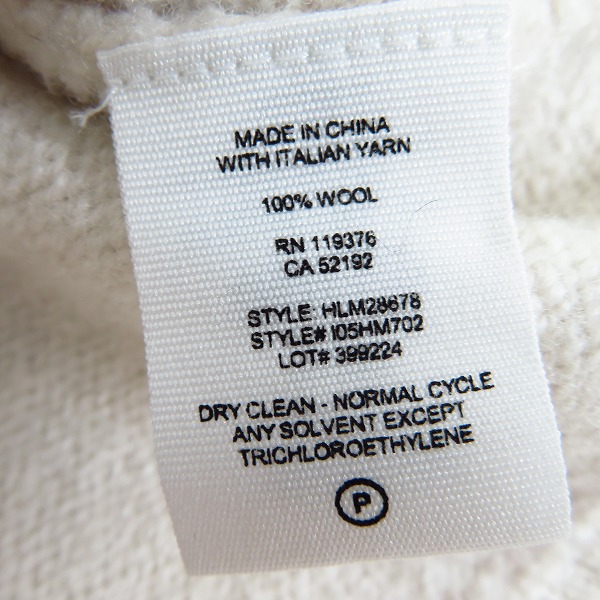 MADE IN CHINA
WITH ITALIAN YARN
100% WOOL
RN 119376
CA 52192
STYLE: HLM28678
STYLE# I05HM702
LOT# 399224
DRY CLEAN - NORMAL CYCLE
ANY SOLVENT EXCEPT
TRICHLOROETHYLENE
P